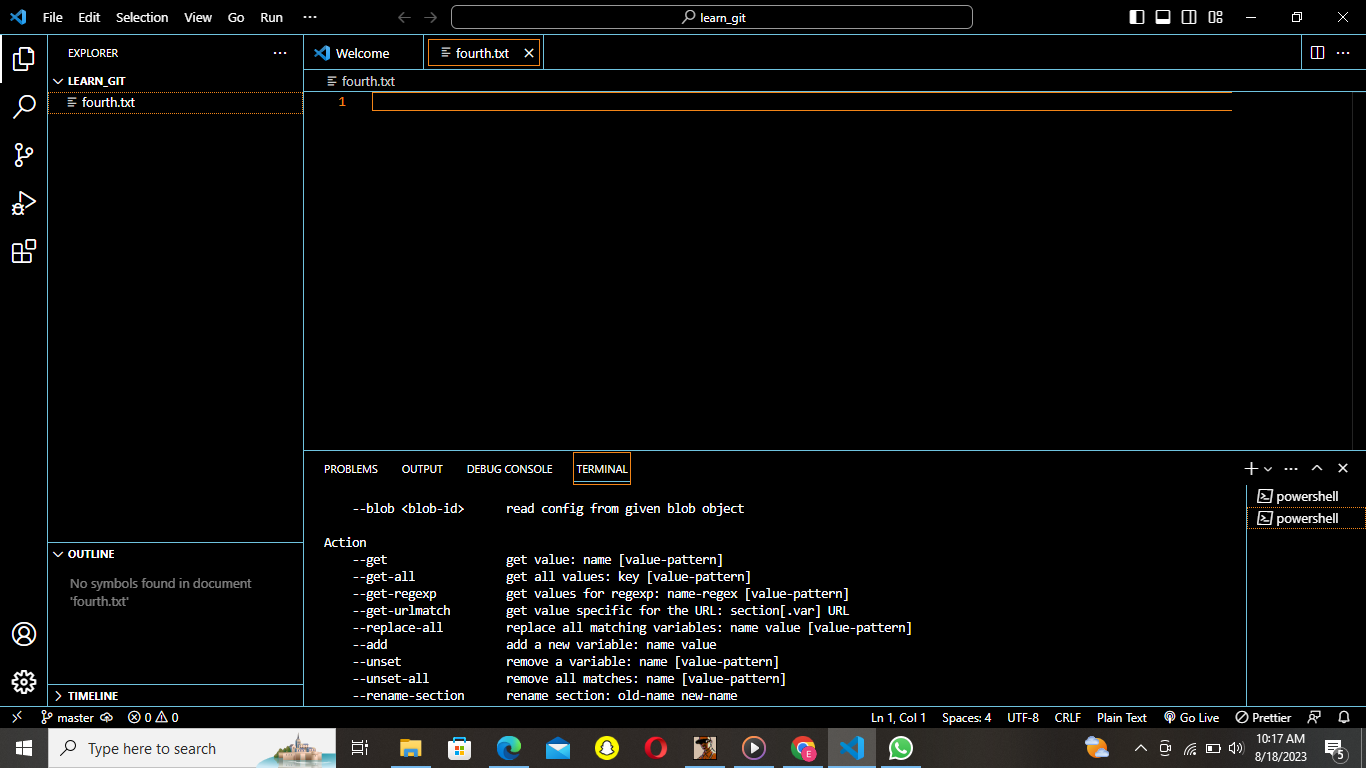 File Edit Selection View Go Run ···
learn_git
EXPLORER ···
LEARN_GIT
fourth.txt
Welcome
fourth.txt
fourth.txt
1
PROBLEMS OUTPUT DEBUG CONSOLE TERMINAL
powershell
powershell
--blob <blob-id> read config from given blob object
Action
--get get value: name [value-pattern]
--get-all get all values: key [value-pattern]
--get-regexp get values for regexp: name-regex [value-pattern]
--get-urlmatch get value specific for the URL: section[.var] URL
--replace-all replace all matching variables: name value [value-pattern]
--add add a new variable: name value
--unset remove a variable: name [value-pattern]
--unset-all remove all matches: name [value-pattern]
--rename-section rename section: old-name new-name
OUTLINE
No symbols found in document
'fourth.txt'
TIMELINE
master 0 0
Ln 1, Col 1 Spaces: 4 UTF-8 CRLF Plain Text Go Live Prettier
Type here to search
E
10:17 AM
8/18/2023
5